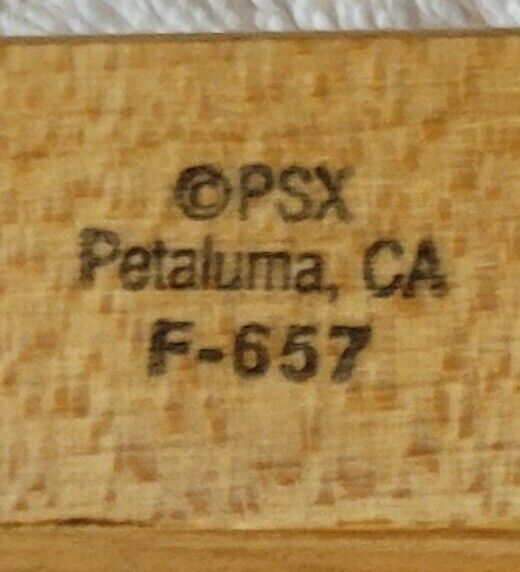 ©PSX
Petaluma, CA
F-657